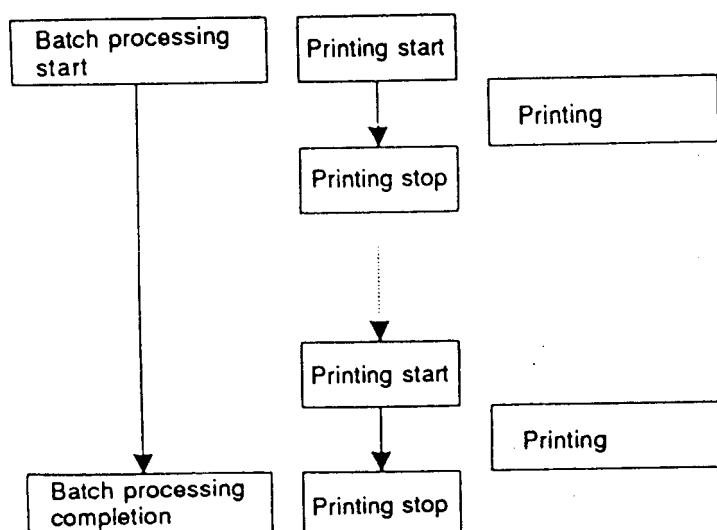 Batch processing
start
Printing start
Printing
Printing stop
Printing start
Printing
Batch processing
completion
Printing stop